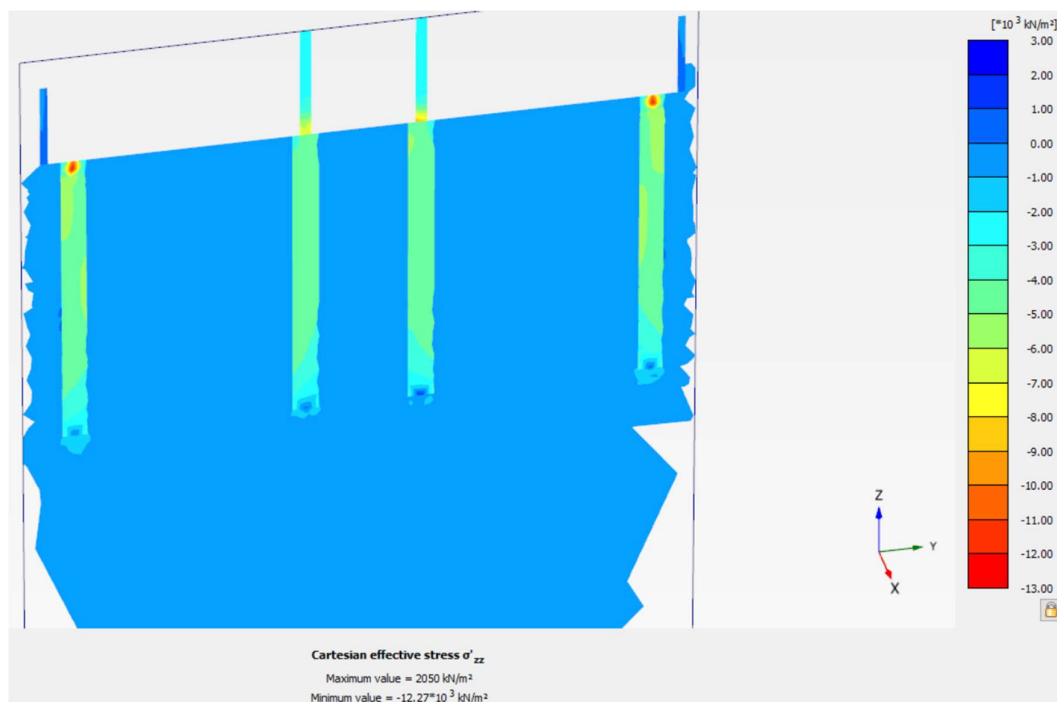 [*10 3 kN/m²]
3.00
2.00
1.00
0.00
-1.00
-2.00
-3.00
-4.00
-5.00
-6.00
-7.00
-8.00
-9.00
-10.00
-11.00
-12.00
-13.00
Z
Y
X
Cartesian effective stress σ'zz
Maximum value = 2050 kN/m²
Minimum value = -12.27*10 3 kN/m²